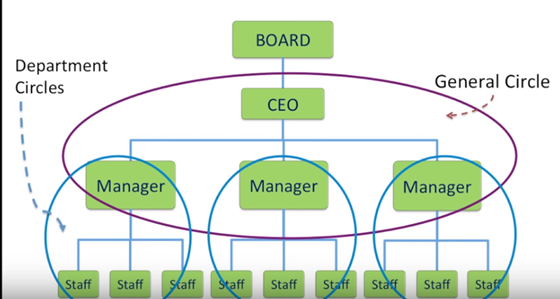 BOARD
Department
Circles
General Circle
CEO
Manager
Manager
Manager
Staff
Staff
Staff
Staff
Staff
Staff
Staff
Staff
Staff